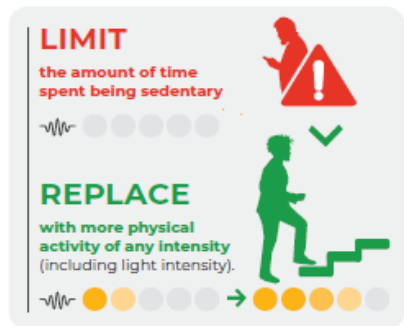 LIMIT
the amount of time
spent being sedentary
REPLACE
with more physical
activity of any intensity
(including light intensity).